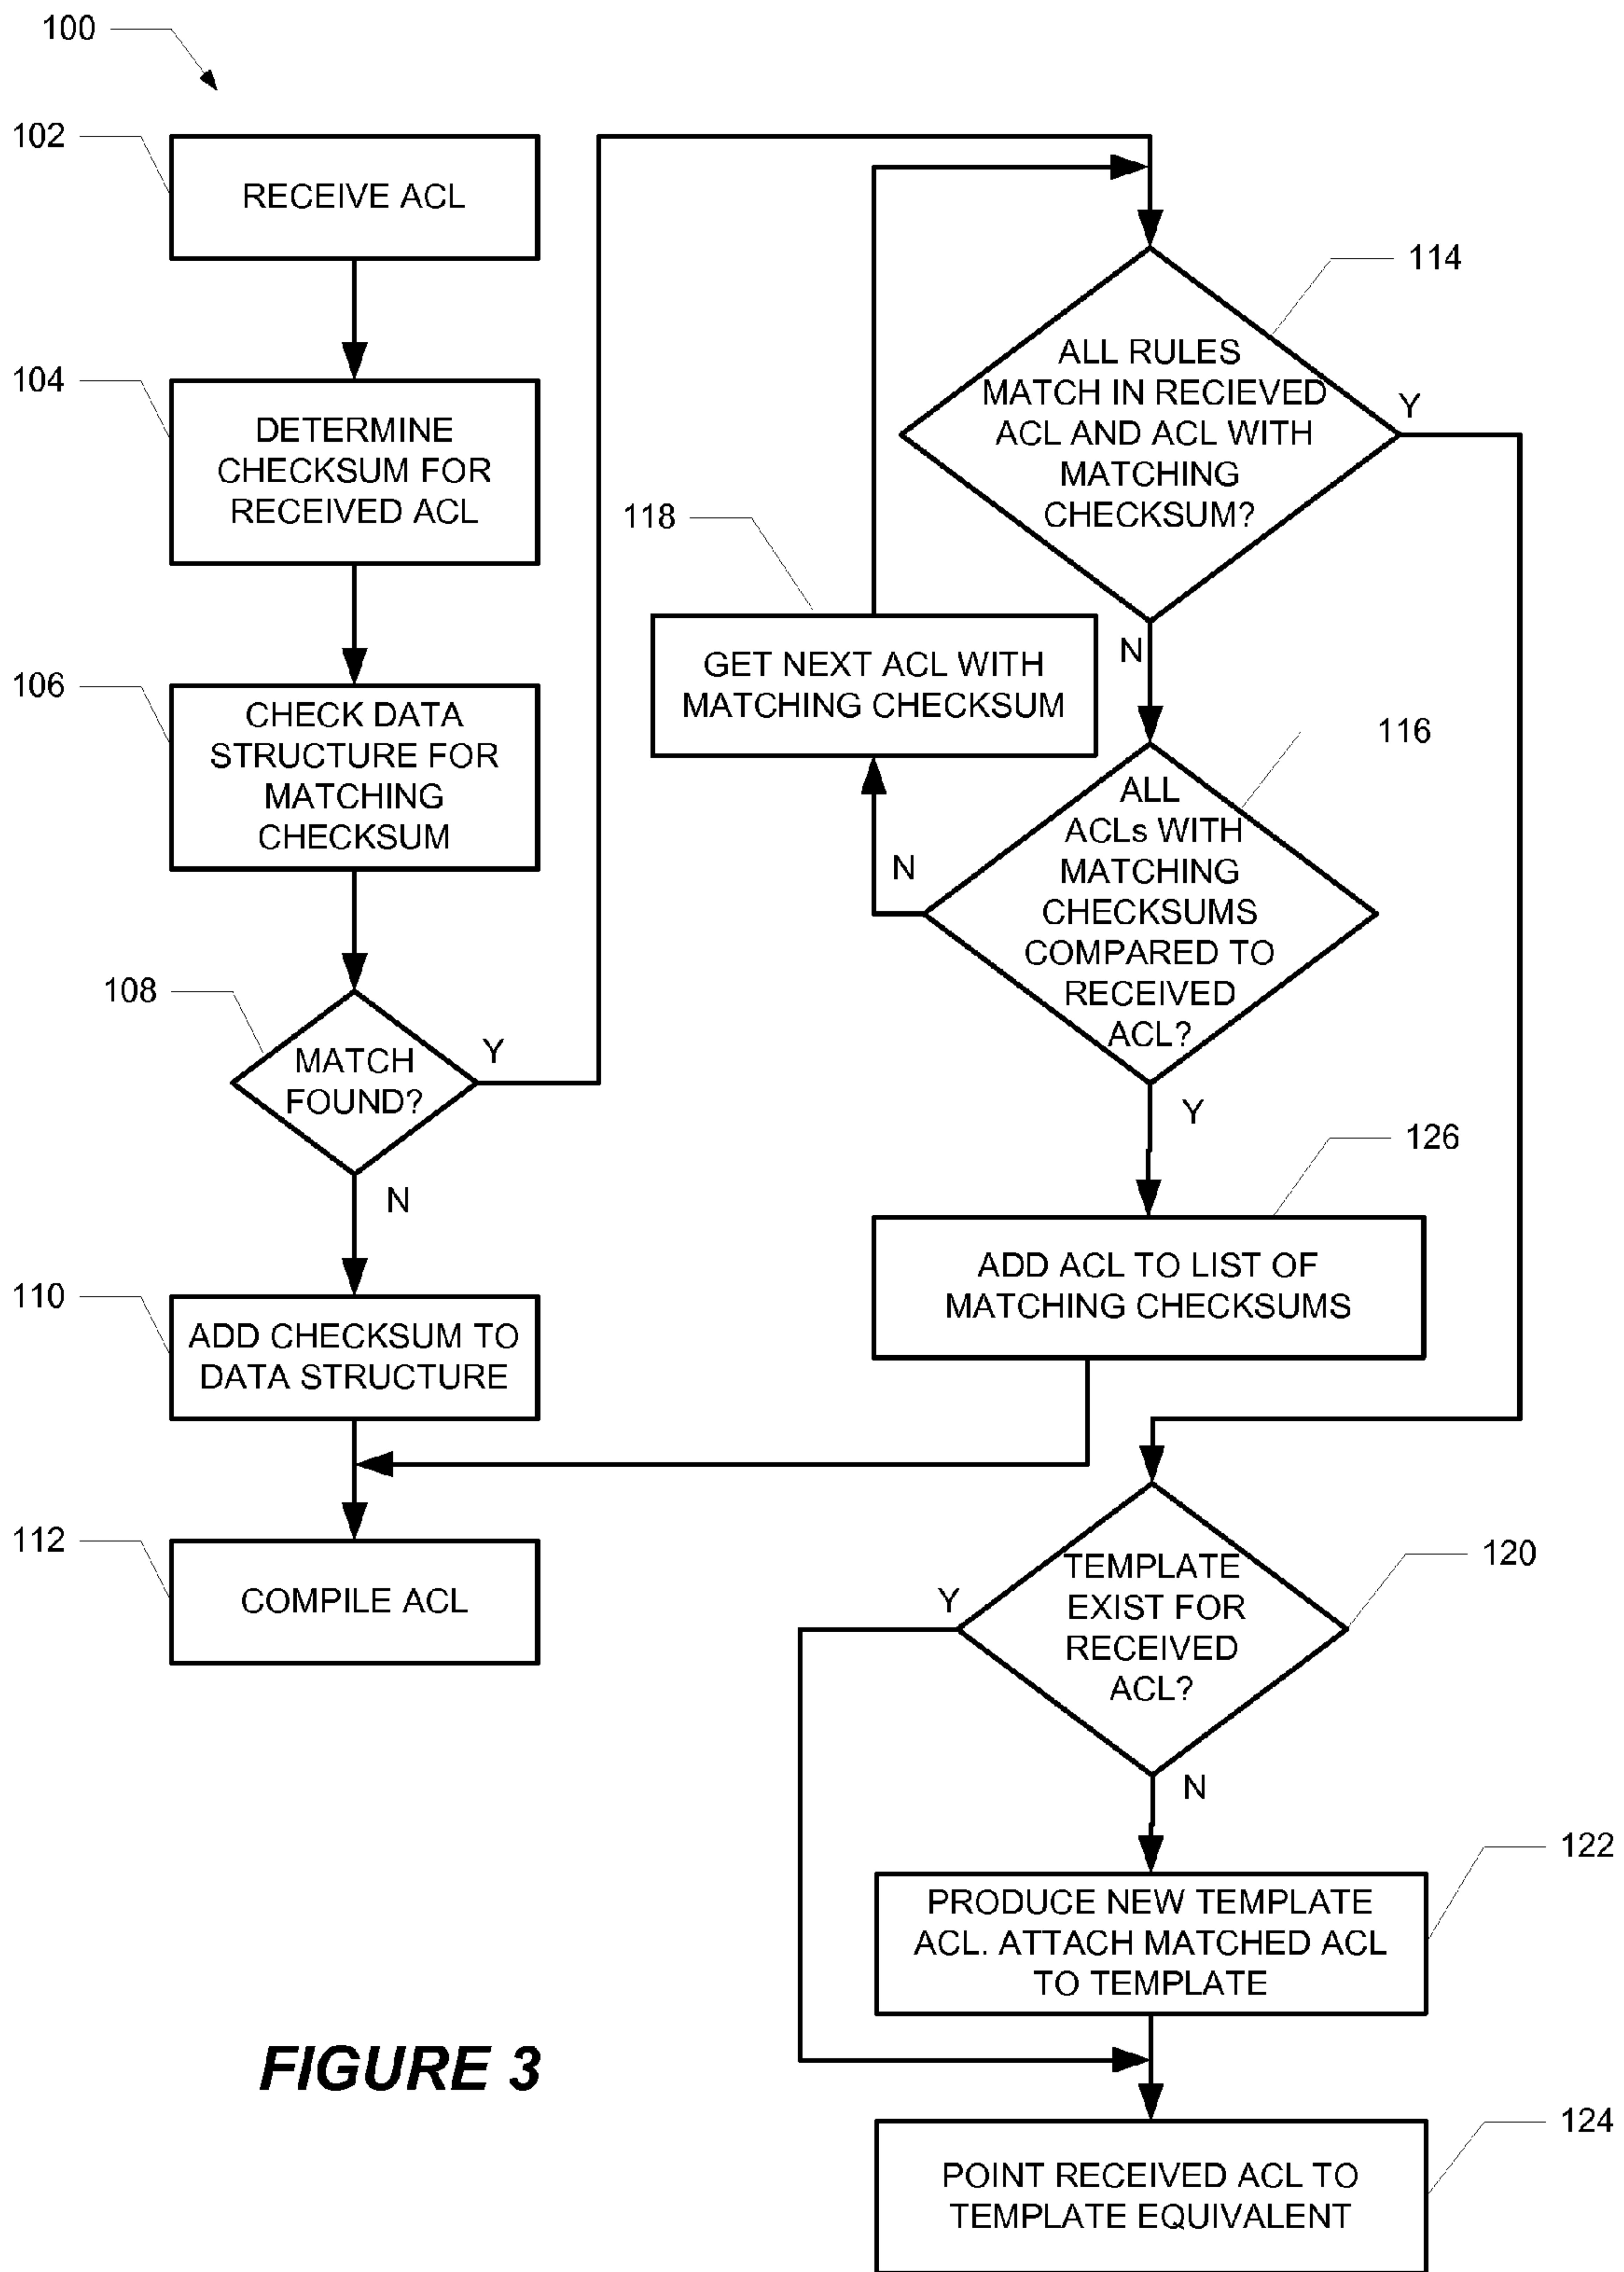 100
102
RECEIVE ACL
104
DETERMINE
CHECKSUM FOR
RECEIVED ACL
106
CHECK DATA
STRUCTURE FOR
MATCHING
CHECKSUM
108
MATCH
FOUND?
Y
N
110
ADD CHECKSUM TO
DATA STRUCTURE
112
COMPILE ACL
114
ALL RULES
MATCH IN RECIEVED
ACL AND ACL WITH
MATCHING
CHECKSUM?
Y
N
118
GET NEXT ACL WITH
MATCHING CHECKSUM
116
ALL
ACLs WITH
MATCHING
CHECKSUMS
COMPARED TO
RECEIVED
ACL?
N
Y
126
ADD ACL TO LIST OF
MATCHING CHECKSUMS
120
TEMPLATE
EXIST FOR
RECEIVED
ACL?
Y
N
122
PRODUCE NEW TEMPLATE
ACL. ATTACH MATCHED ACL
TO TEMPLATE
124
POINT RECEIVED ACL TO
TEMPLATE EQUIVALENT
FIGURE 3